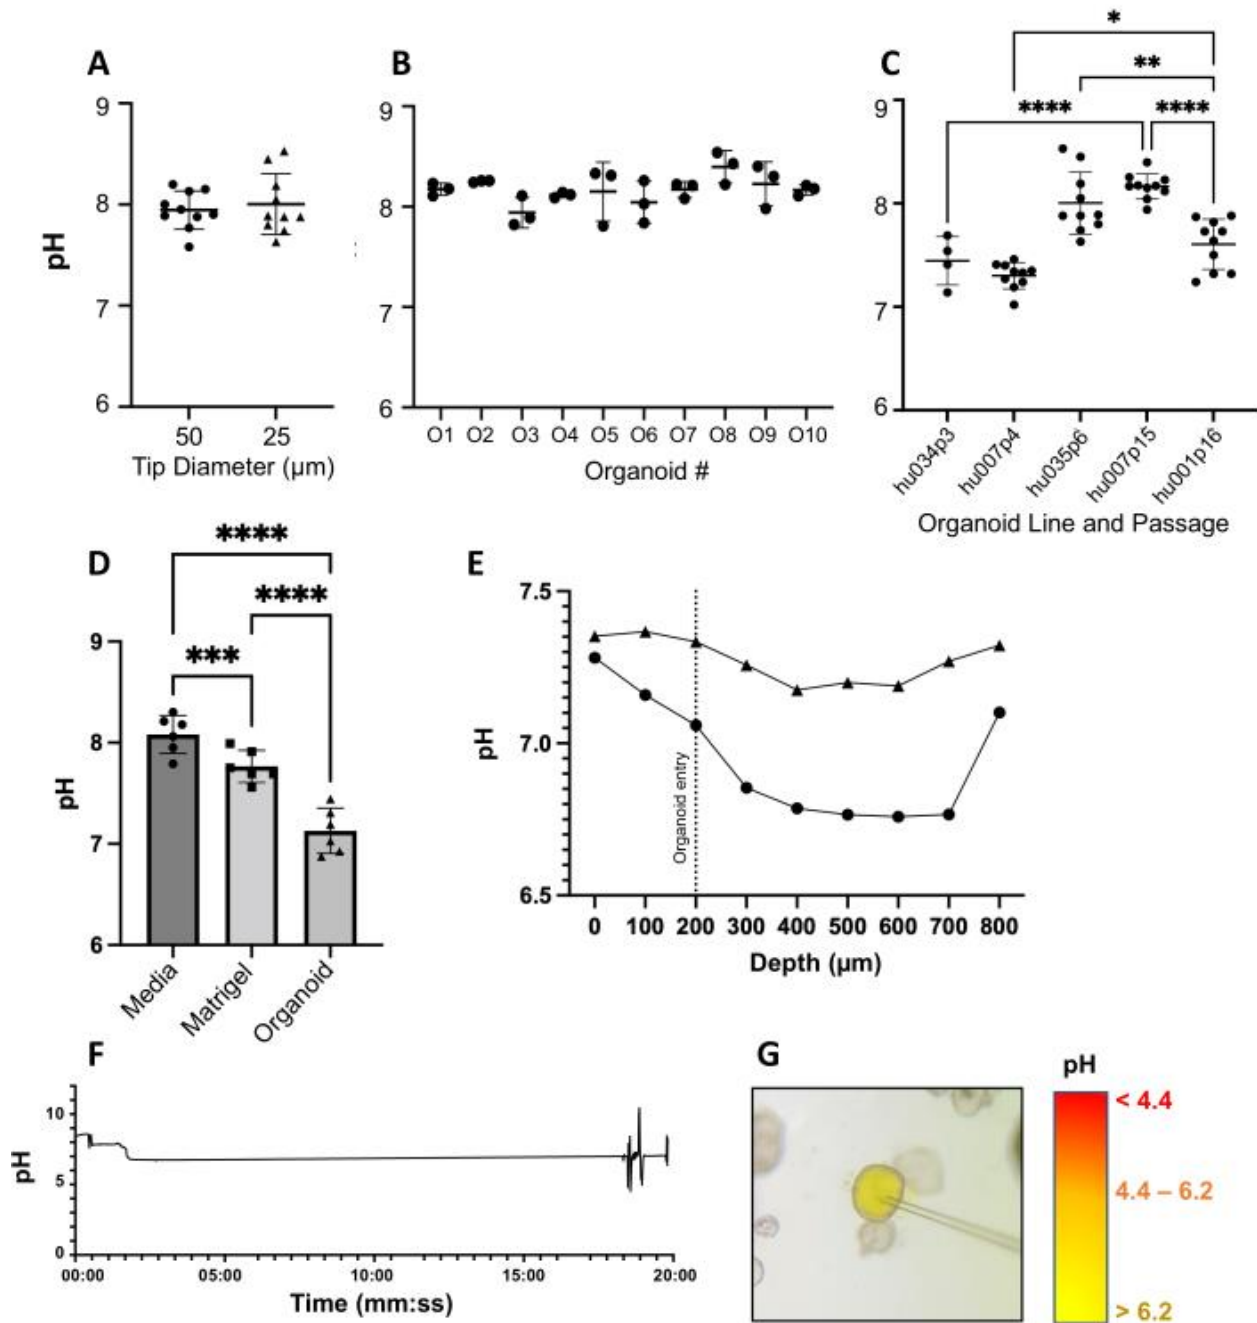 A
9
8
7
6
pH
50
25
Tip Diameter (µm)
B
9
8
7
6
O1
O2
O3
O4
O5
O6
O7
O8
O9
O10
Organoid #
C
*
**
****
****
9
8
7
6
hu034p3
hu007p4
hu035p6
hu007p15
hu001p16
Organoid Line and Passage
D
****
****
***
9
8
7
6
pH
Media
Matrigel
Organoid
E
7.5
7.0
6.5
pH
Organoid entry
0
100
200
300
400
500
600
700
800
Depth (µm)
F
10
5
0
pH
00:00
05:00
10:00
15:00
20:00
Time (mm:ss)
G
pH
< 4.4
4.4 – 6.2
> 6.2